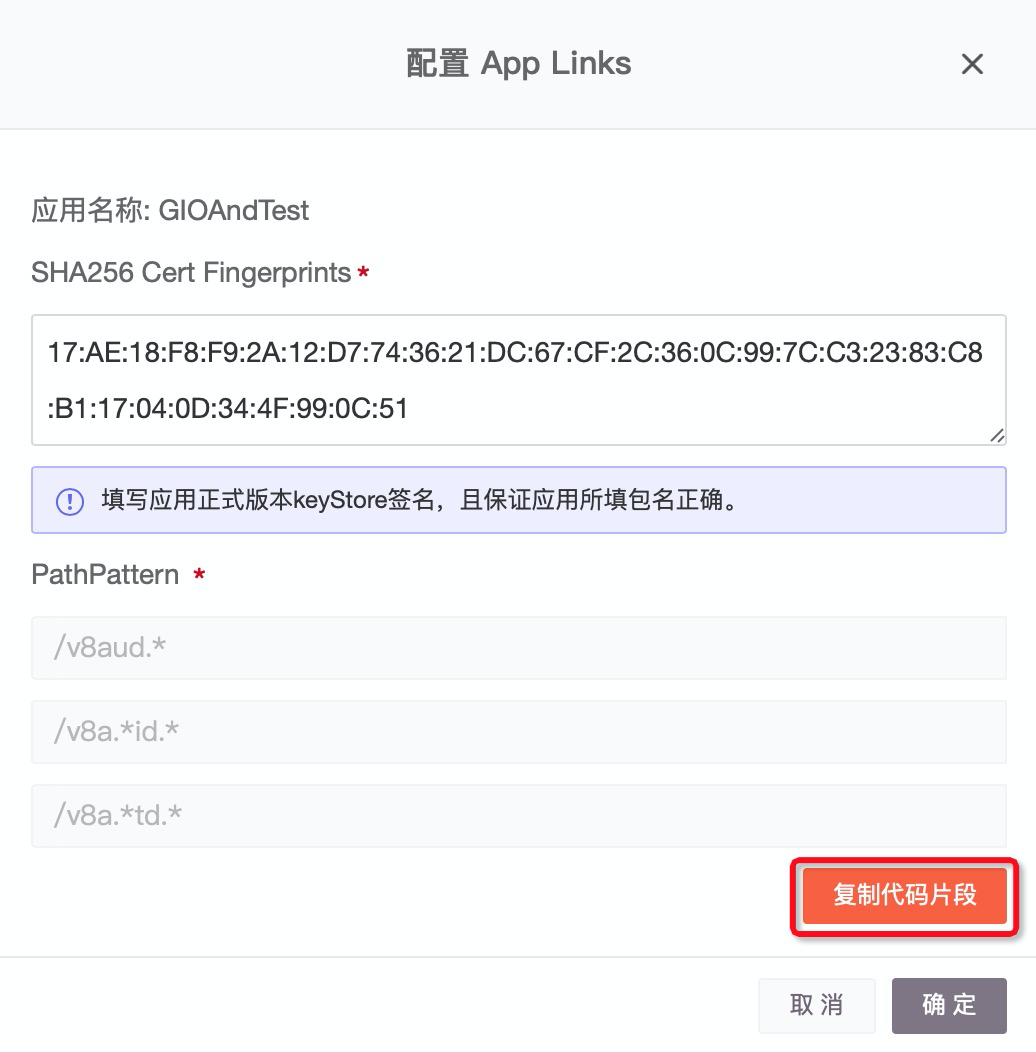 配置 App Links
应用名称: GIOAndTest
SHA256 Cert Fingerprints *
17:AE:18:F8:F9:2A:12:D7:74:36:21:DC:67:CF:2C:36:0C:99:7C:C3:23:83:C8
:B1:17:04:0D:34:4F:99:0C:51
填写应用正式版本keyStore签名，且保证应用所填包名正确。
PathPattern *
/v8aud.*
/v8a.*id.*
/v8a.*td.*
复制代码片段
取 消
确 定